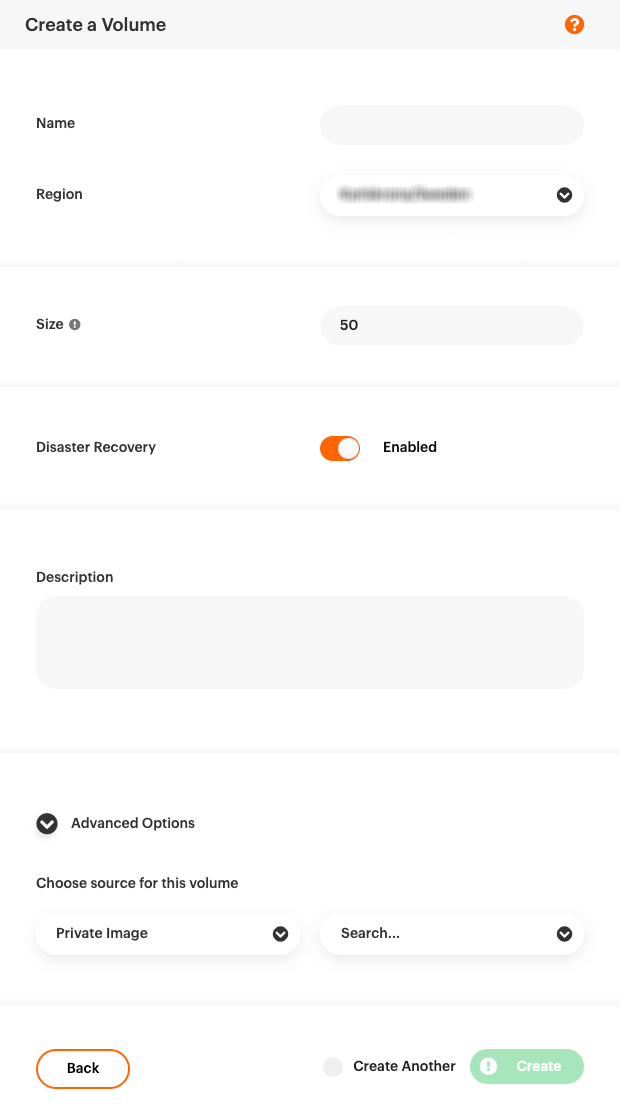 Create a Volume
Name
Region
Size
50
Disaster Recovery
Enabled
Description
Advanced Options
Choose source for this volume
Private Image
Search...
Back
Create Another
Create